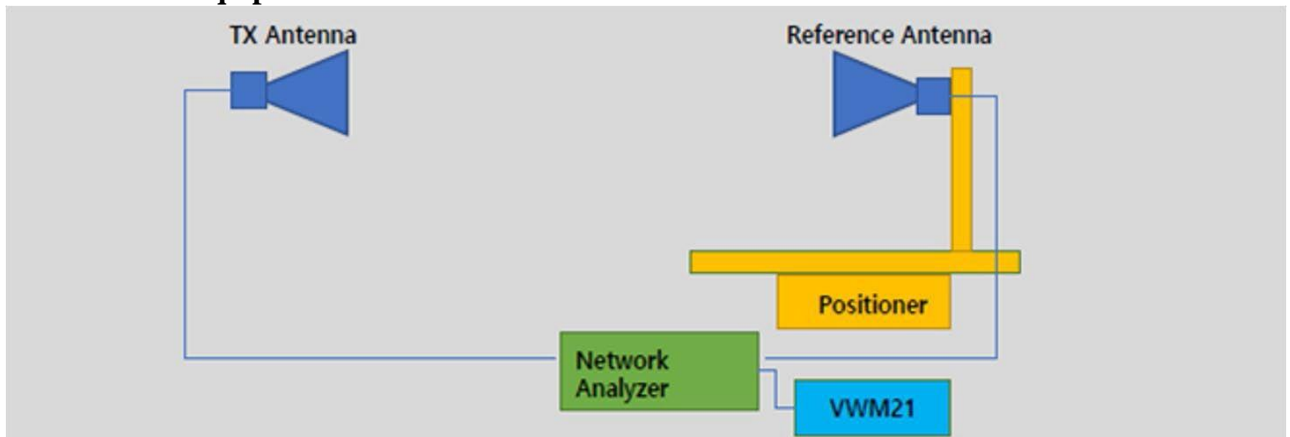 TX Antenna
Reference Antenna
Positioner
Network
Analyzer
VWM21